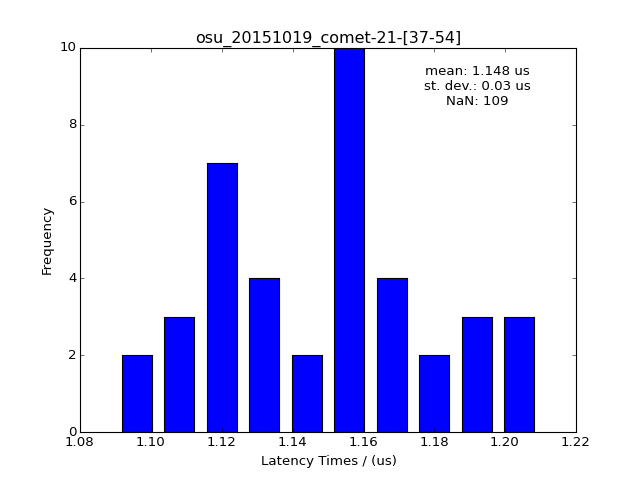 osu_20151019_comet-21-[37-54]
mean: 1.148 us
st. dev.: 0.03 us
NaN: 109
10
8
6
4
2
0
Frequency
1.08 1.10 1.12 1.14 1.16 1.18 1.20 1.22
Latency Times / (us)